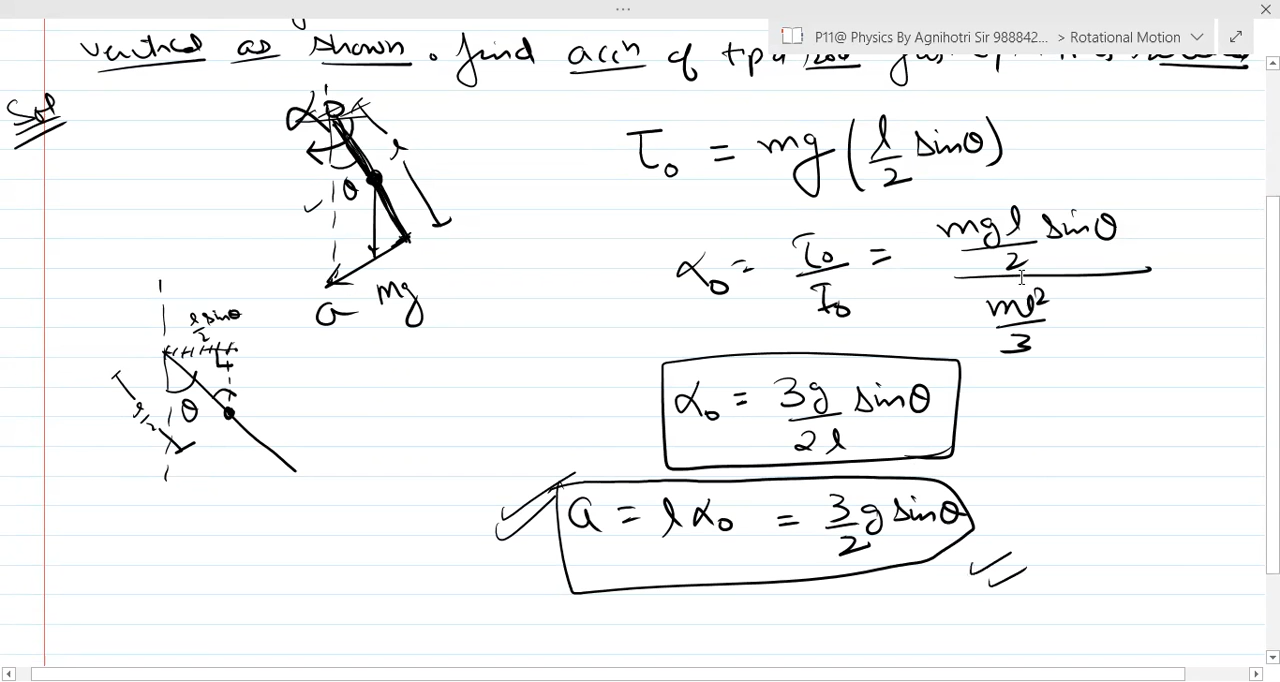 P11@ Physics By Agnihotri Sir 988842... > Rotational Motion
vertical as shown . find accn of
Sol
α
θ
l
a
mg
τ₀ = mg (l/2 sinθ)
α₀ = τ₀/I₀ = (mgl/2 sinθ)/(ml²/3)
l/2 sinθ
θ
l/2
α₀ = 3g/2l sinθ
a = lα₀ = 3/2 g sinθ